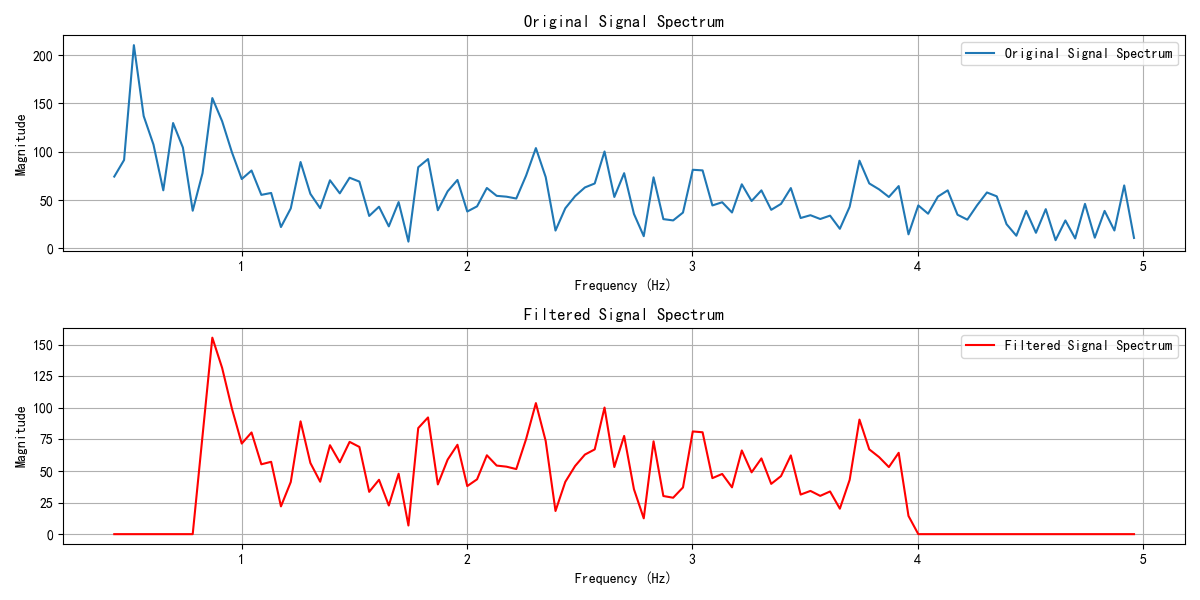 Original Signal Spectrum
Original Signal Spectrum
200
150
100
50
0
Magnitude
1 2 3 4 5
Frequency (Hz)
Filtered Signal Spectrum
Filtered Signal Spectrum
150
125
100
75
50
25
0
Magnitude
1 2 3 4 5
Frequency (Hz)